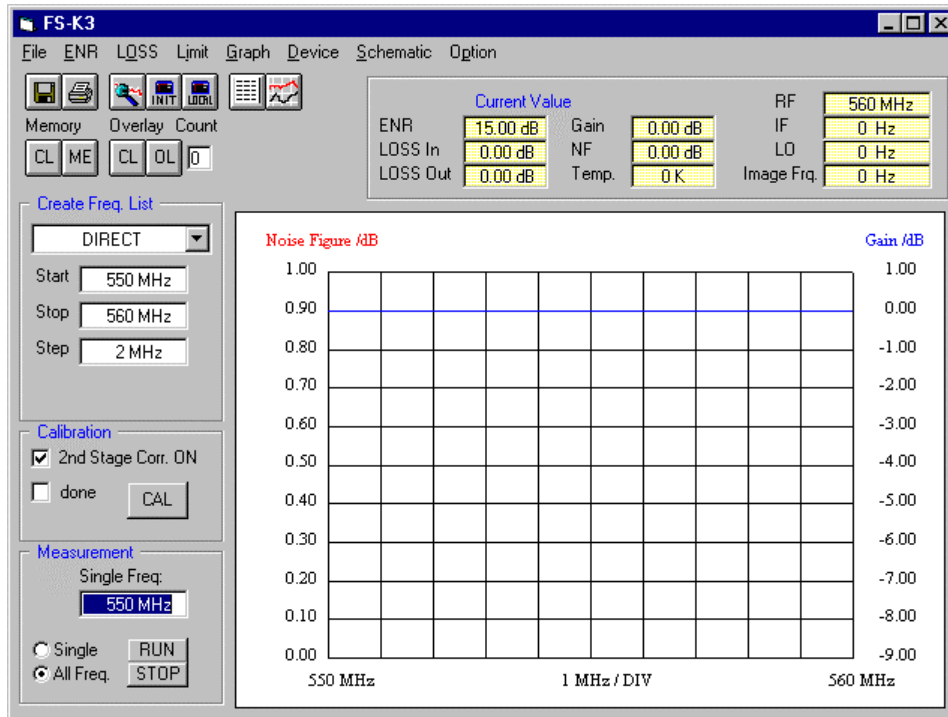 FS-K3
File ENR LOSS Limit Graph Device Schematic Option
INIT LOCAL
Memory Overlay Count
CL ME CL OL 0
Current Value
ENR 15.00 dB Gain 0.00 dB RF 560 MHz
LOSS In 0.00 dB NF 0.00 dB IF 0 Hz
LOSS Out 0.00 dB Temp. 0 K LO 0 Hz
Image Frq. 0 Hz
Create Freq. List
DIRECT
Start 550 MHz
Stop 560 MHz
Step 2 MHz
Calibration
2nd Stage Corr. ON
done CAL
Measurement
Single Freq:
550 MHz
Single RUN
All Freq. STOP
Noise Figure /dB Gain /dB
1.00 1.00
0.90 0.00
0.80 -1.00
0.70 -2.00
0.60 -3.00
0.50 -4.00
0.40 -5.00
0.30 -6.00
0.20 -7.00
0.10 -8.00
0.00 -9.00
550 MHz 1 MHz / DIV 560 MHz